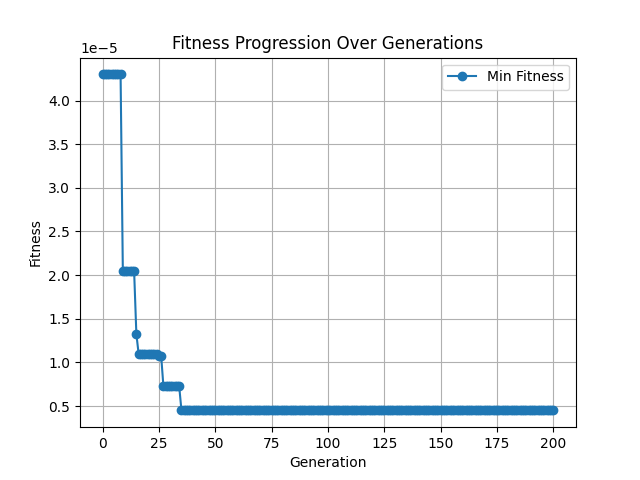 Fitness Progression Over Generations
1e−5
Min Fitness
4.0
3.5
3.0
2.5
2.0
1.5
1.0
0.5
Fitness
0 25 50 75 100 125 150 175 200
Generation